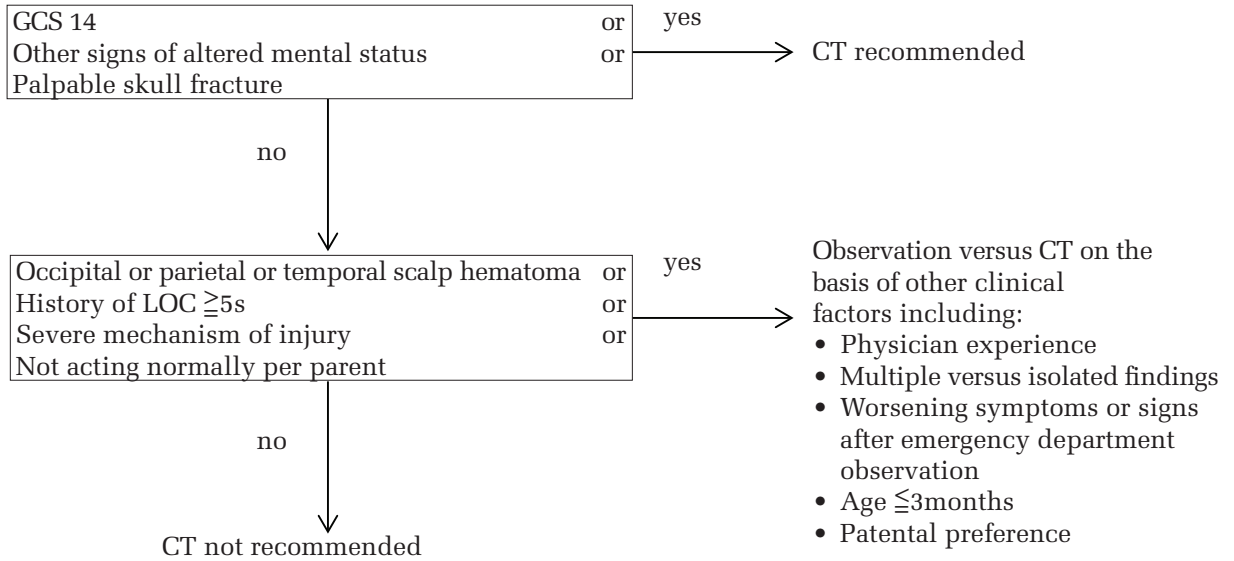 GCS 14 or
Other signs of altered mental status or
Palpable skull fracture
yes
CT recommended
no
Occipital or parietal or temporal scalp hematoma or
History of LOC ≧5s or
Severe mechanism of injury or
Not acting normally per parent
yes
Observation versus CT on the
basis of other clinical
factors including:
• Physician experience
• Multiple versus isolated findings
• Worsening symptoms or signs
after emergency department
observation
• Age ≦3months
• Patental preference
no
CT not recommended